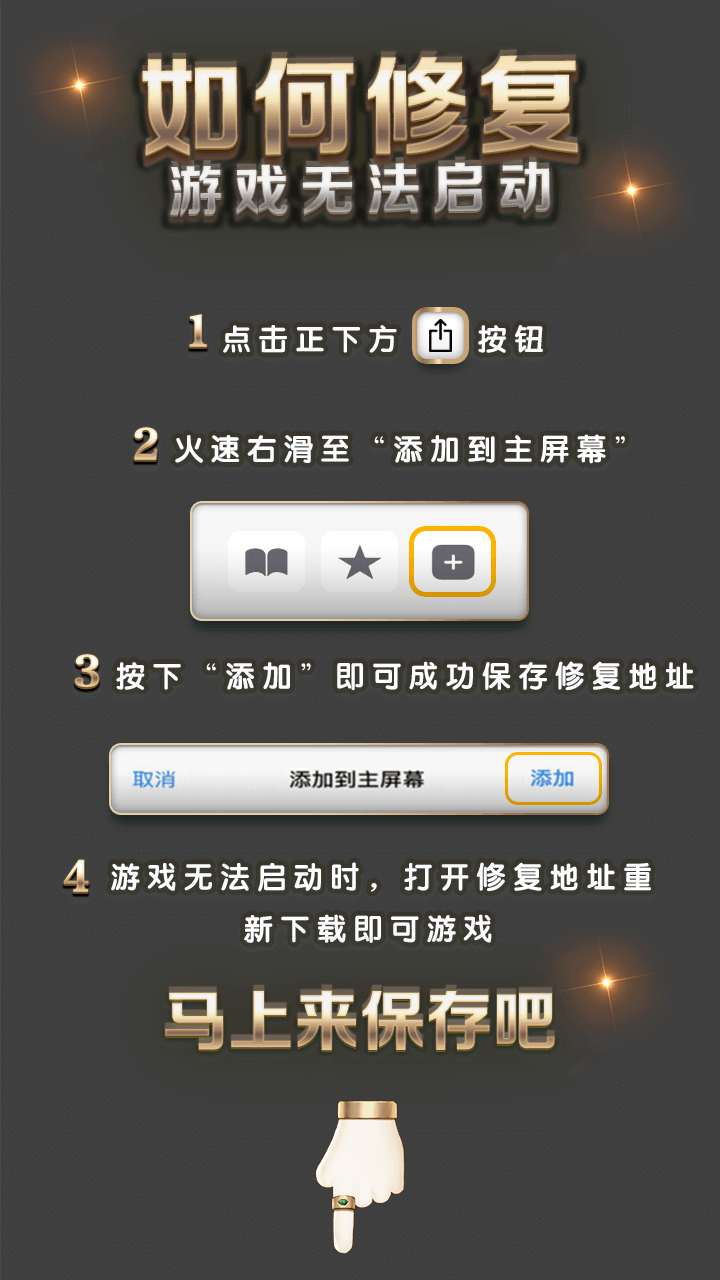 如何修复
游戏无法启动
1 点击正下方 按钮
2 火速右滑至“添加到主屏幕”
3 按下“添加”即可成功保存修复地址
取消 添加到主屏幕 添加
4 游戏无法启动时，打开修复地址重
新下载即可游戏
马上来保存吧